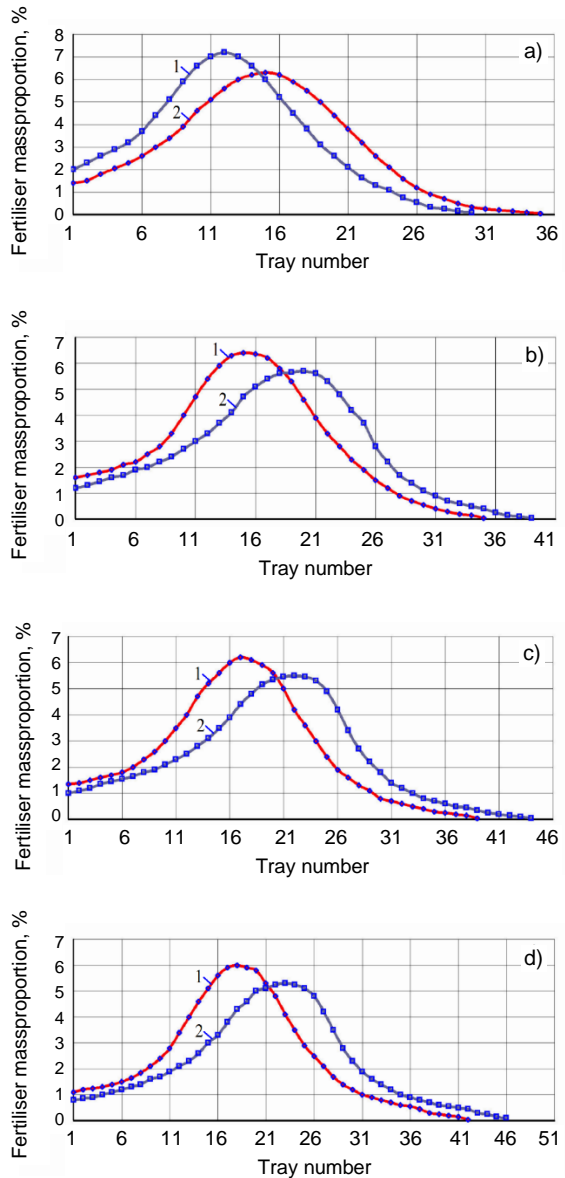 Fertiliser massproportion, %
8
7
6
5
4
3
2
1
0
a)
1
2
1 6 11 16 21 26 31 36
Tray number
Fertiliser massproportion, %
7
6
5
4
3
2
1
0
b)
1
2
1 6 11 16 21 26 31 36 41
Tray number
Fertiliser massproportion, %
7
6
5
4
3
2
1
0
c)
1
2
1 6 11 16 21 26 31 36 41 46
Tray number
Fertiliser massproportion, %
7
6
5
4
3
2
1
0
d)
1
2
1 6 11 16 21 26 31 36 41 46 51
Tray number